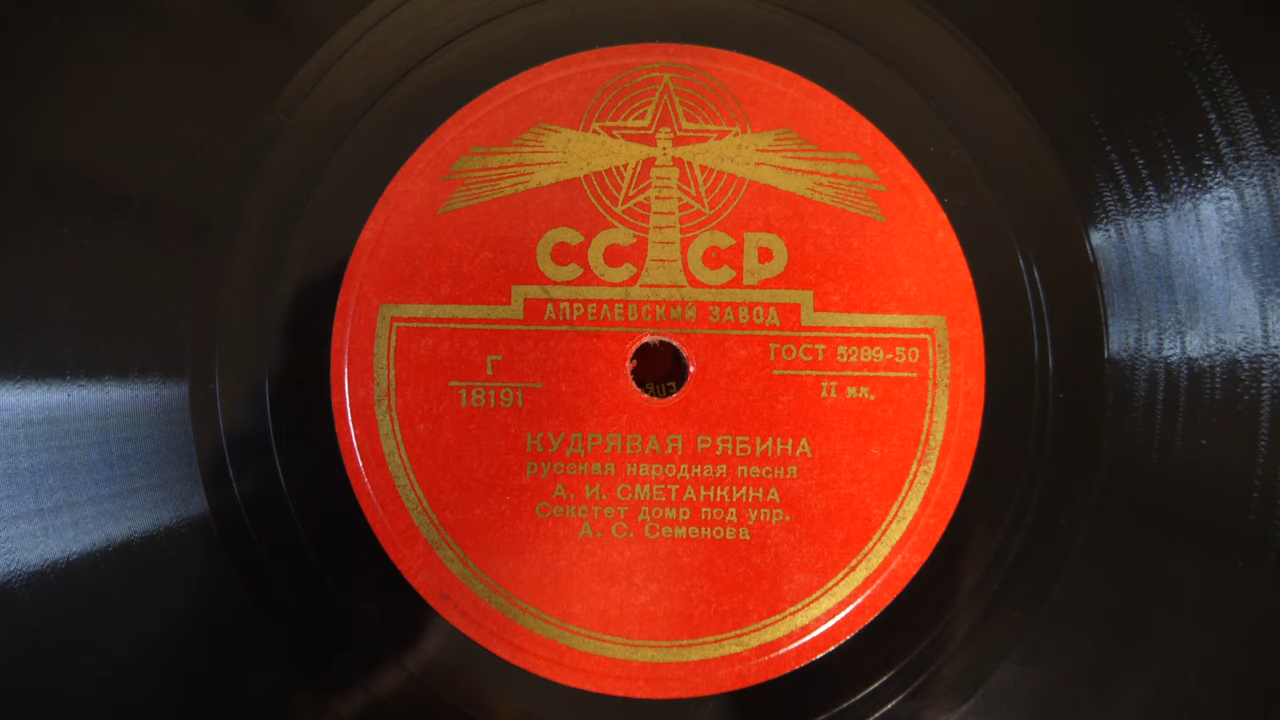 СССР
АПРЕЛЕВСКИЙ ЗАВОД
Г
18191
ГОСТ 5289-50
II кл.
КУДРЯВАЯ РЯБИНА
русская народная песня
А. И. СМЕТАНКИНА
Секстет домр под упр.
А. С. Семенова